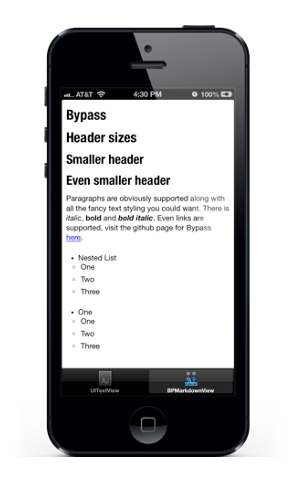 AT&T 4:30 PM 100%
Bypass
Header sizes
Smaller header
Even smaller header
Paragraphs are obviously supported along with
all the fancy text styling you could want. There is
italic, bold and bold italic. Even links are
supported, visit the github page for Bypass
here.
• Nested List
○ One
○ Two
○ Three
• One
○ One
○ Two
○ Three
UITextView BPMarkdownView